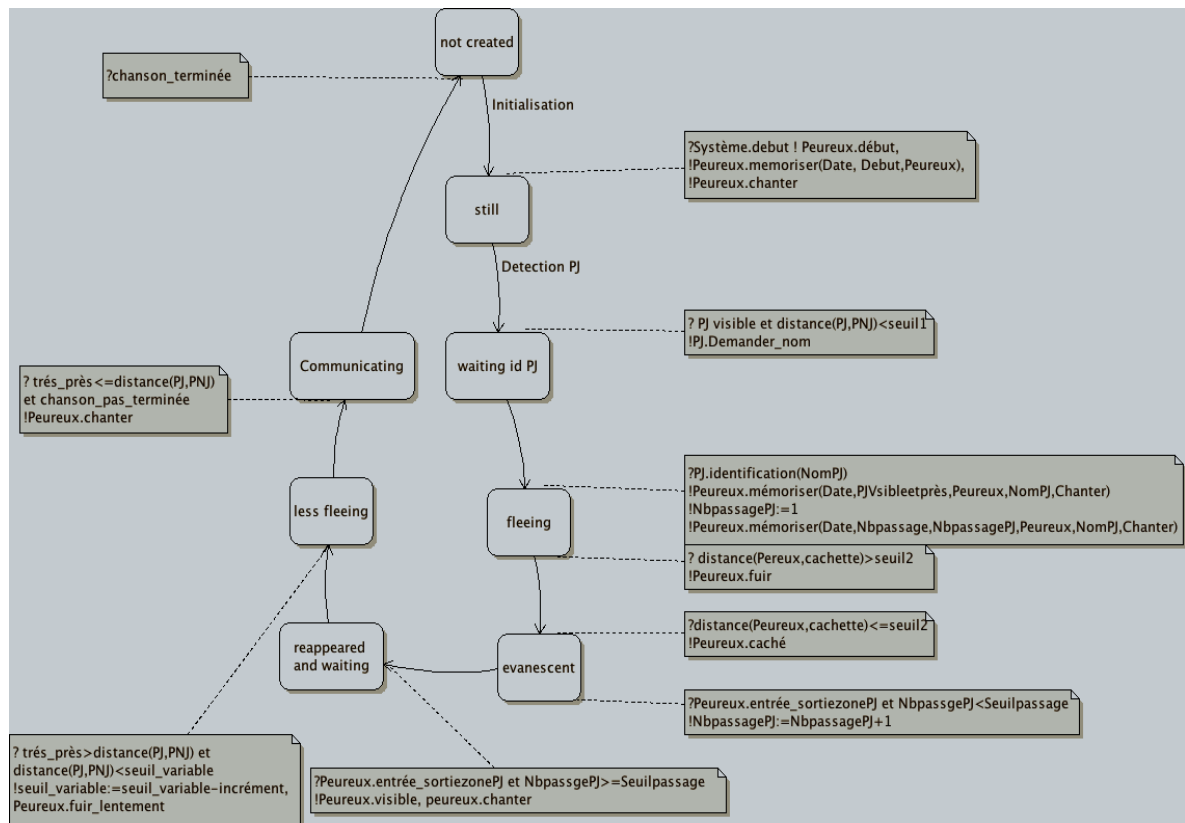 not created
?chanson_terminée
Initialisation
?Système.debut ! Peureux.début,
!Peureux.memoriser(Date, Debut,Peureux),
!Peureux.chanter
still
Detection PJ
? PJ visible et distance(PJ,PNJ)<seuil1
!PJ.Demander_nom
Communicating
waiting id PJ
? trés_près<=distance(PJ,PNJ)
et chanson_pas_terminée
!Peureux.chanter
?PJ.identification(NomPJ)
!Peureux.mémoriser(Date,PJVsibleetprès,Peureux,NomPJ,Chanter)
!NbpassagePJ:=1
!Peureux.mémoriser(Date,Nbpassage,NbpassagePJ,Peureux,NomPJ,Chanter)
less fleeing
fleeing
? distance(Pereux,cachette)>seuil2
!Peureux.fuir
?distance(Peureux,cachette)<=seuil2
!Peureux.caché
reappeared
and waiting
evanescent
?Peureux.entrée_sortiezonePJ et NbpassgePJ<Seuilpassage
!NbpassagePJ:=NbpassagePJ+1
? trés_près>distance(PJ,PNJ) et
distance(PJ,PNJ)<seuil_variable
!seuil_variable:=seuil_variable-incrément,
Peureux.fuir_lentement
?Peureux.entrée_sortiezonePJ et NbpassgePJ>=Seuilpassage
!Peureux.visible, peureux.chanter